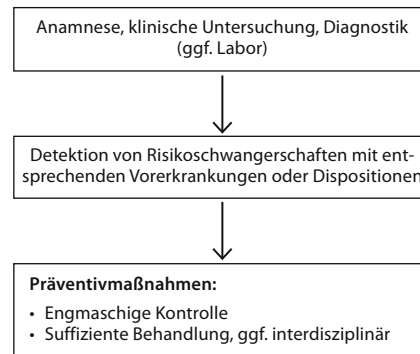 Anamnese, klinische Untersuchung, Diagnostik
(ggf. Labor)
Detektion von Risikoschwangerschaften mit ent-
sprechenden Vorerkrankungen oder Dispositionen
Präventivmaßnahmen:
• Engmaschige Kontrolle
• Suffiziente Behandlung, ggf. interdisziplinär